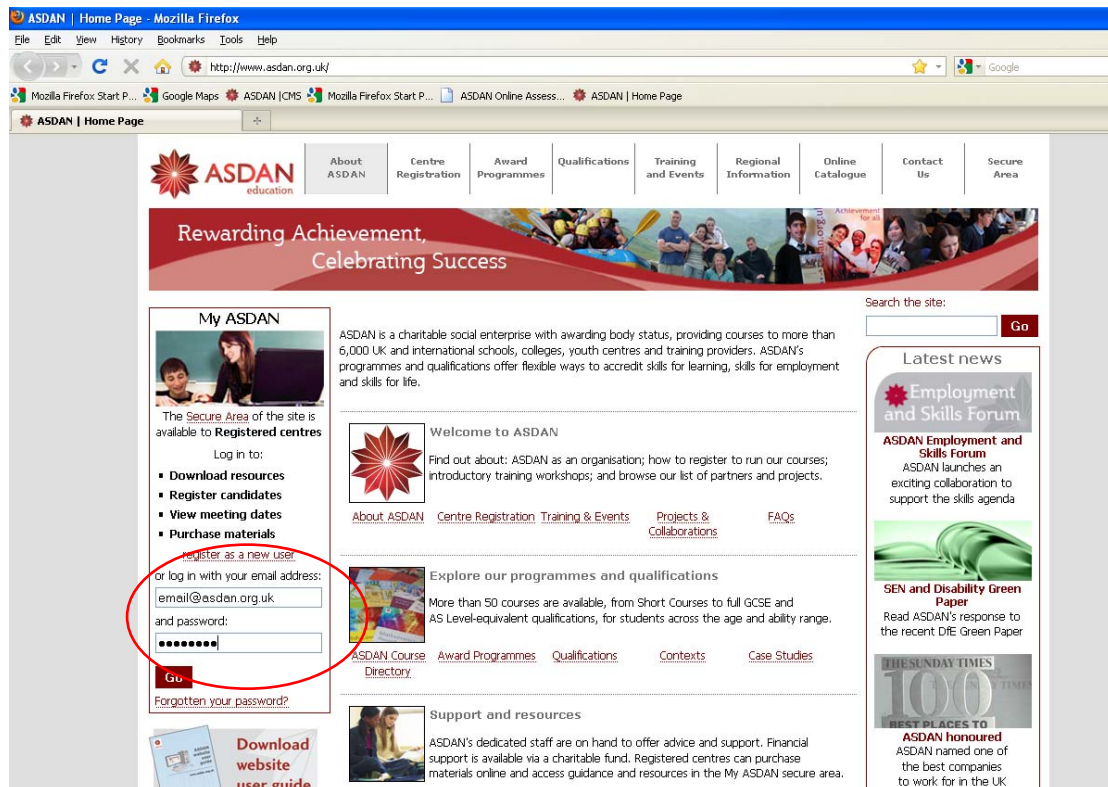 ASDAN | Home Page - Mozilla Firefox
File Edit View History Bookmarks Tools Help
http://www.asdan.org.uk/
Google
Mozilla Firefox Start P... Google Maps ASDAN |CMS Mozilla Firefox Start P... ASDAN Online Assess... ASDAN | Home Page
ASDAN | Home Page
ASDAN
education
About ASDAN
Centre Registration
Award Programmes
Qualifications
Training and Events
Regional Information
Online Catalogue
Contact Us
Secure Area
Rewarding Achievement,
Celebrating Success
Achievement
for all
My ASDAN
The Secure Area of the site is
available to Registered centres
Log in to:
Download resources
Register candidates
View meeting dates
Purchase materials
register as a new user
or log in with your email address:
email@asdan.org.uk
and password:
••••••••
Go
Forgotten your password?
Download
website
user guide
ASDAN is a charitable social enterprise with awarding body status, providing courses to more than
6,000 UK and international schools, colleges, youth centres and training providers. ASDAN's
programmes and qualifications offer flexible ways to accredit skills for learning, skills for employment
and skills for life.
Welcome to ASDAN
Find out about: ASDAN as an organisation; how to register to run our courses;
introductory training workshops; and browse our list of partners and projects.
About ASDAN Centre Registration Training & Events Projects & Collaborations FAQs
Explore our programmes and qualifications
More than 50 courses are available, from Short Courses to full GCSE and
AS Level-equivalent qualifications, for students across the age and ability range.
ASDAN Course Directory Award Programmes Qualifications Contexts Case Studies
Support and resources
ASDAN's dedicated staff are on hand to offer advice and support. Financial
support is available via a charitable fund. Registered centres can purchase
materials online and access guidance and resources in the My ASDAN secure area.
Search the site:
Go
Latest news
Employment
and Skills Forum
ASDAN Employment and
Skills Forum
ASDAN launches an
exciting collaboration to
support the skills agenda
SEN and Disability Green
Paper
Read ASDAN's response to
the recent DfE Green Paper
THE SUNDAY TIMES
100
BEST PLACES TO
ASDAN honoured
ASDAN named one of
the best companies
to work for in the UK